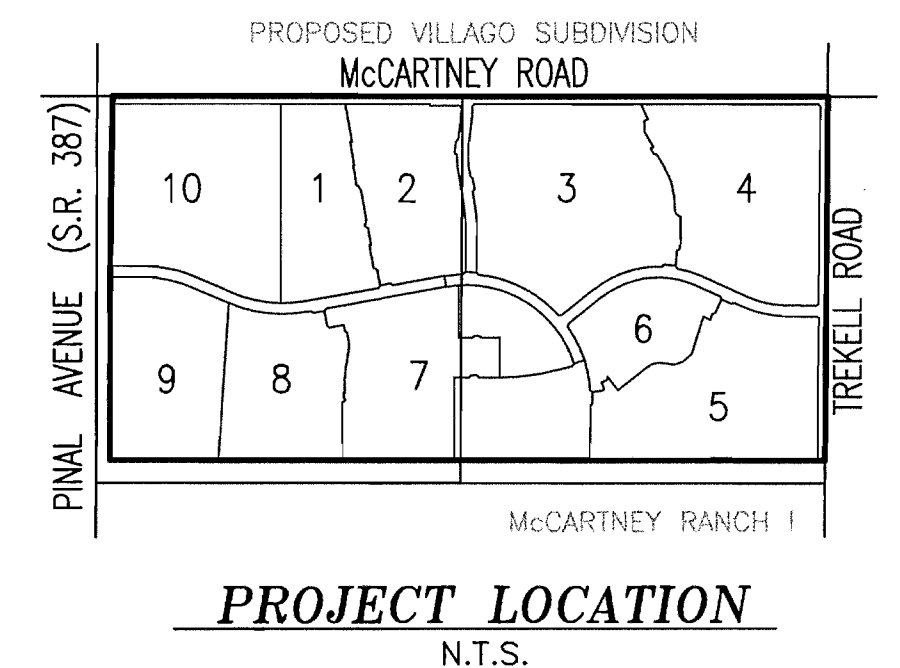 PROPOSED VILLAGO SUBDIVISION
McCARTNEY ROAD
PINAL AVENUE (S.R. 387)
10
1
2
3
4
TREKELL ROAD
6
9
8
7
5
McCARTNEY RANCH I
PROJECT LOCATION
N.T.S.